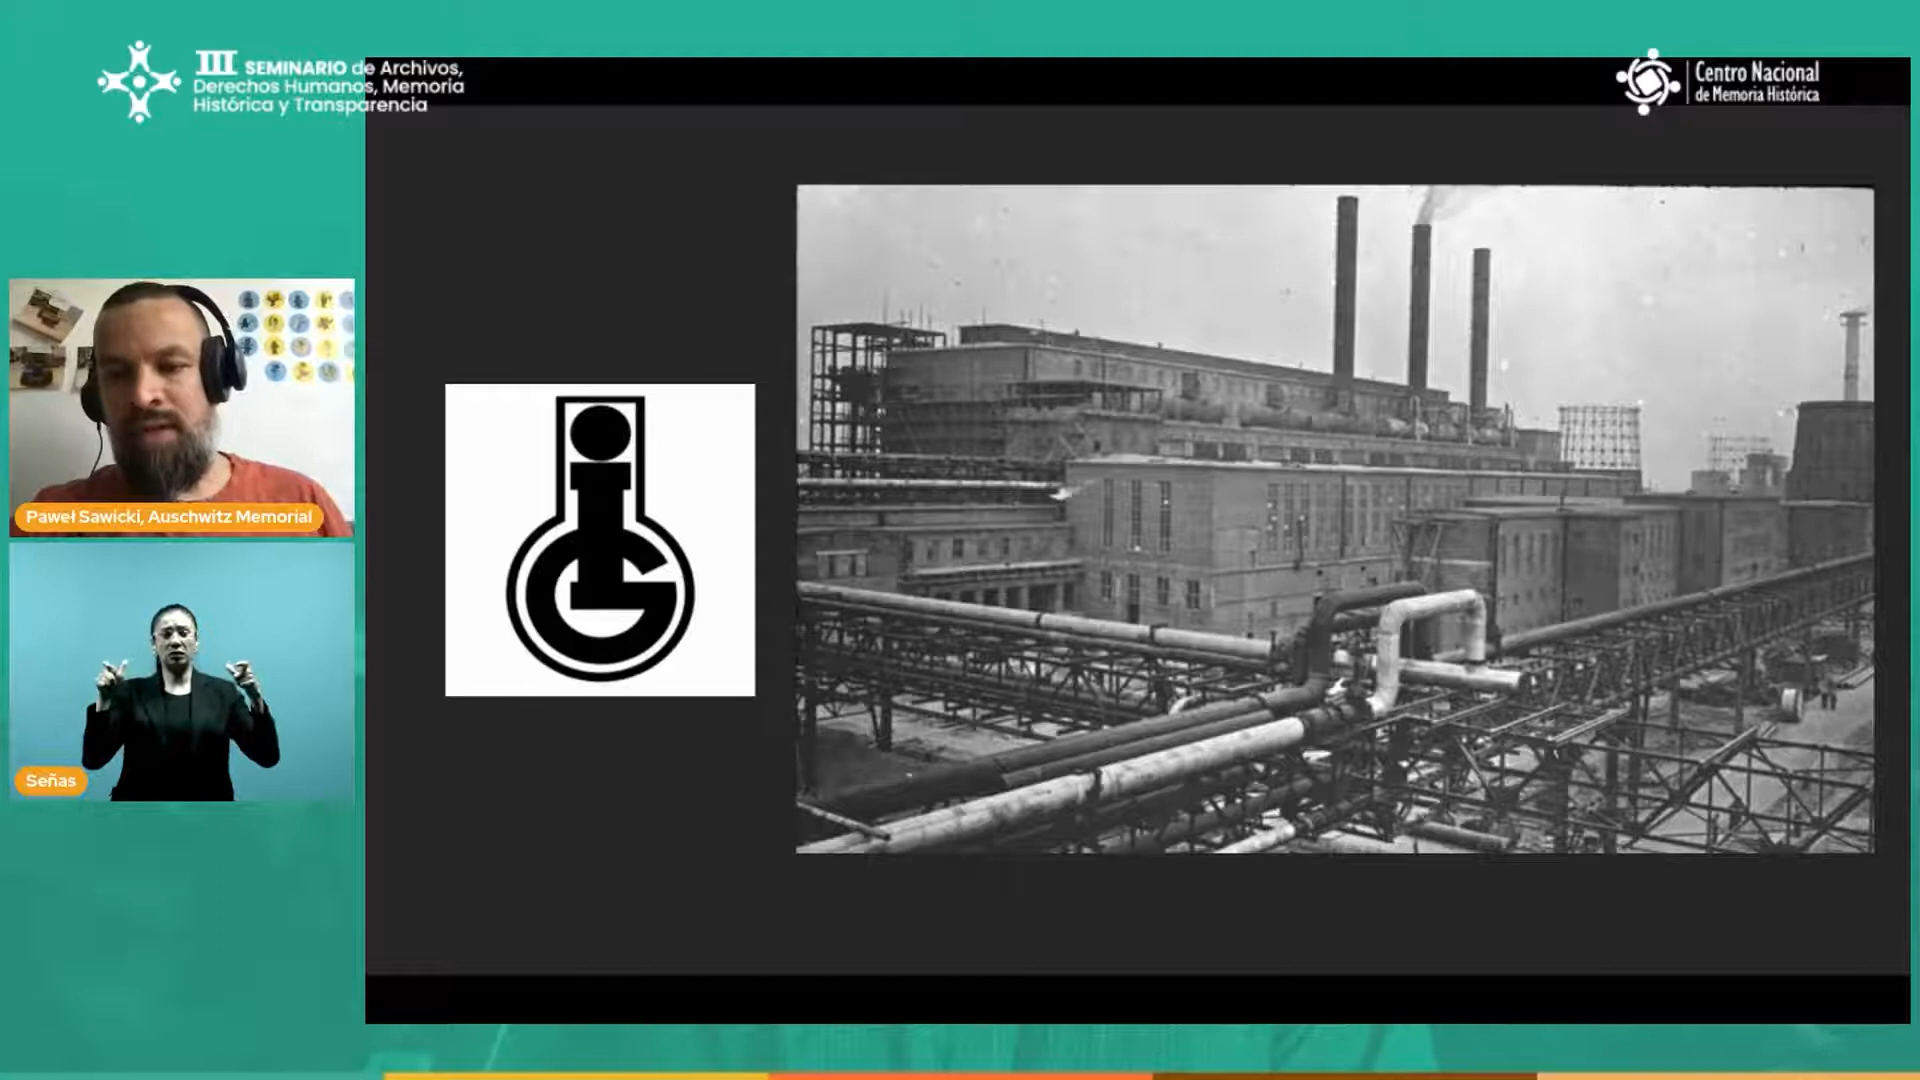 III SEMINARIO de Archivos,
Derechos Humanos, Memoria
Histórica y Transparencia
Centro Nacional
de Memoria Histórica
Paweł Sawicki, Auschwitz Memorial
IG
Señas